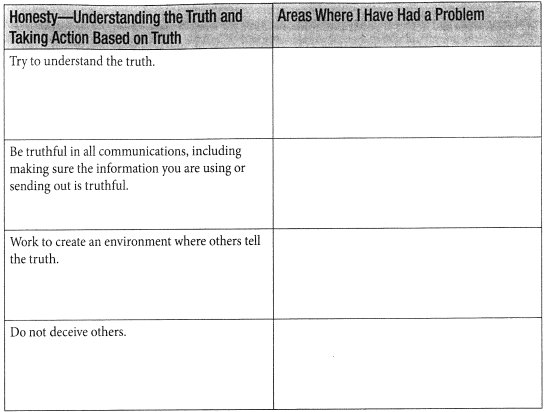 Honesty—Understanding the Truth and
Taking Action Based on Truth
Areas Where I Have Had a Problem
Try to understand the truth.
Be truthful in all communications, including
making sure the information you are using or
sending out is truthful.
Work to create an environment where others tell
the truth.
Do not deceive others.